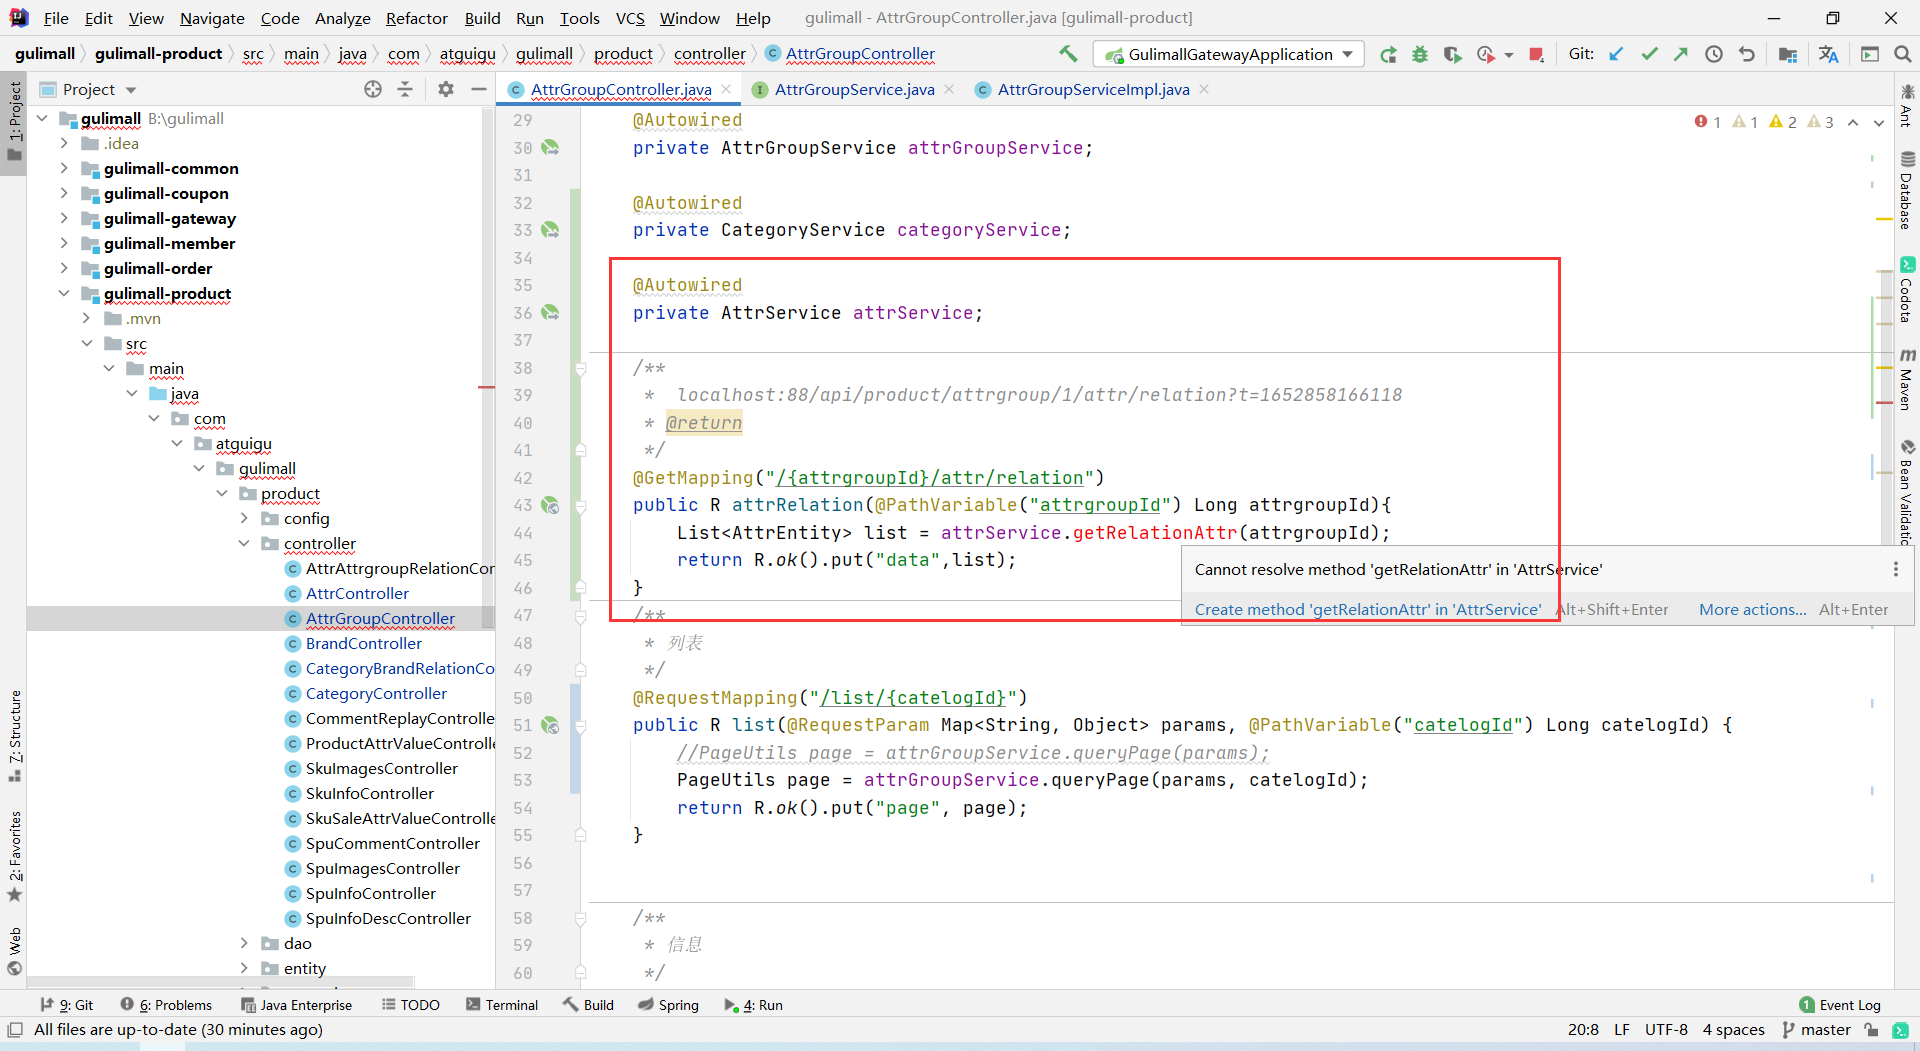 File Edit View Navigate Code Analyze Refactor Build Run Tools VCS Window Help gulimall - AttrGroupController.java [gulimall-product]
gulimall gulimall-product src main java com atguigu gulimall product controller AttrGroupController GulimallGatewayApplication Git:
1: Project
7: Structure
2: Favorites
Web
Project
gulimall B:\gulimall
.idea
gulimall-common
gulimall-coupon
gulimall-gateway
gulimall-member
gulimall-order
gulimall-product
.mvn
src
main
java
com
atguigu
gulimall
product
config
controller
AttrAttrgroupRelationCor
AttrController
AttrGroupController
BrandController
CategoryBrandRelationCo
CategoryController
CommentReplayControlle
ProductAttrValueControlle
SkuImagesController
SkuInfoController
SkuSaleAttrValueControlle
SpuCommentController
SpuImagesController
SpuInfoController
SpuInfoDescController
dao
entity
AttrGroupController.java AttrGroupService.java AttrGroupServiceImpl.java
1 1 2 3
29 @Autowired
30 private AttrGroupService attrGroupService;
31
32 @Autowired
33 private CategoryService categoryService;
34
35 @Autowired
36 private AttrService attrService;
37
38 /**
39 * localhost:88/api/product/attrgroup/1/attr/relation?t=1652858166118
40 * @return
41 */
42 @GetMapping("/{attrgroupId}/attr/relation")
43 public R attrRelation(@PathVariable("attrgroupId") Long attrgroupId){
44 List<AttrEntity> list = attrService.getRelationAttr(attrgroupId);
45 return R.ok().put("data",list);
46 }
47 /**
48 * 列表
49 */
50 @RequestMapping("/list/{catelogId}")
51 public R list(@RequestParam Map<String, Object> params, @PathVariable("catelogId") Long catelogId) {
52 //PageUtils page = attrGroupService.queryPage(params);
53 PageUtils page = attrGroupService.queryPage(params, catelogId);
54 return R.ok().put("page", page);
55 }
56
57
58 /**
59 * 信息
60 */
Cannot resolve method 'getRelationAttr' in 'AttrService'
Create method 'getRelationAttr' in 'AttrService' Alt+Shift+Enter More actions... Alt+Enter
Ant
Database
Codota
Maven
Bean Validatic
9: Git 6: Problems Java Enterprise TODO Terminal Build Spring 4: Run 1 Event Log
All files are up-to-date (30 minutes ago) 20:8 LF UTF-8 4 spaces master